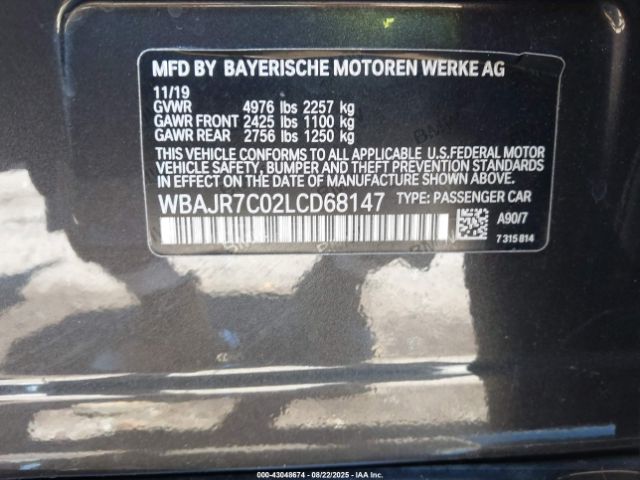 MFD BY BAYERISCHE MOTOREN WERKE AG
11/19
GVWR 4976 lbs 2257 kg
GAWR FRONT 2425 lbs 1100 kg
GAWR REAR 2756 lbs 1250 kg
THIS VEHICLE CONFORMS TO ALL APPLICABLE U.S.FEDERAL MOTOR
VEHICLE SAFETY, BUMPER AND THEFT PREVENTION STANDARDS
IN EFFECT ON THE DATE OF MANUFACTURE SHOWN ABOVE.
WBAJR7C02LCD68147 TYPE: PASSENGER CAR
A90/7
7 315 814
000-43048674 - 08/22/2025 - IAAI.COM